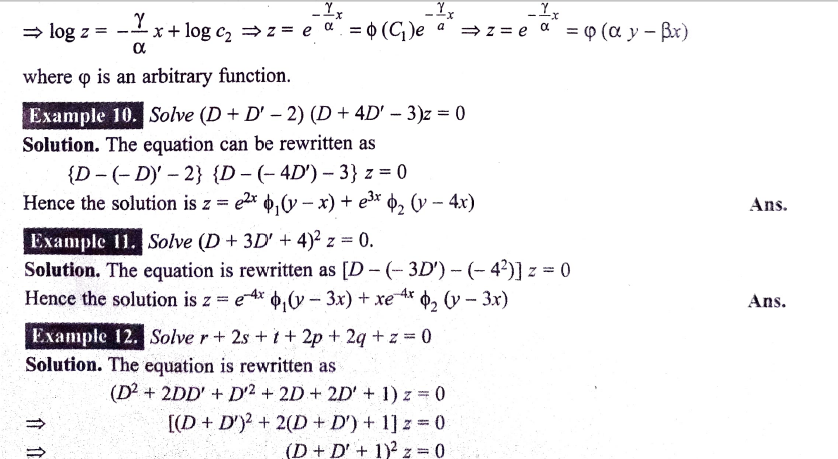 ⇒ log z = − γ/α x + log c₂ ⇒ z = e^(−γ/α x) . = ϕ (C₁)e^(−γ/a x) ⇒ z = e^(−γ/α x) = φ (α y − βx)
where φ is an arbitrary function.
Example 10. Solve (D + D′ – 2) (D + 4D′ – 3)z = 0
Solution. The equation can be rewritten as
{D – (– D)′ – 2} {D – (– 4D′) – 3} z = 0
Hence the solution is z = e²ˣ ϕ₁(y – x) + e³ˣ ϕ₂ (y – 4x) Ans.
Example 11. Solve (D + 3D′ + 4)² z = 0.
Solution. The equation is rewritten as [D – (– 3D′) – (– 4²)] z = 0
Hence the solution is z = e⁻⁴ˣ ϕ₁(y – 3x) + xe⁻⁴ˣ ϕ₂ (y – 3x) Ans.
Example 12. Solve r + 2s + t + 2p + 2q + z = 0
Solution. The equation is rewritten as
(D² + 2DD′ + D′² + 2D + 2D′ + 1) z = 0
⇒ [(D + D′)² + 2(D + D′) + 1] z = 0
⇒ (D + D′ + 1)² z = 0